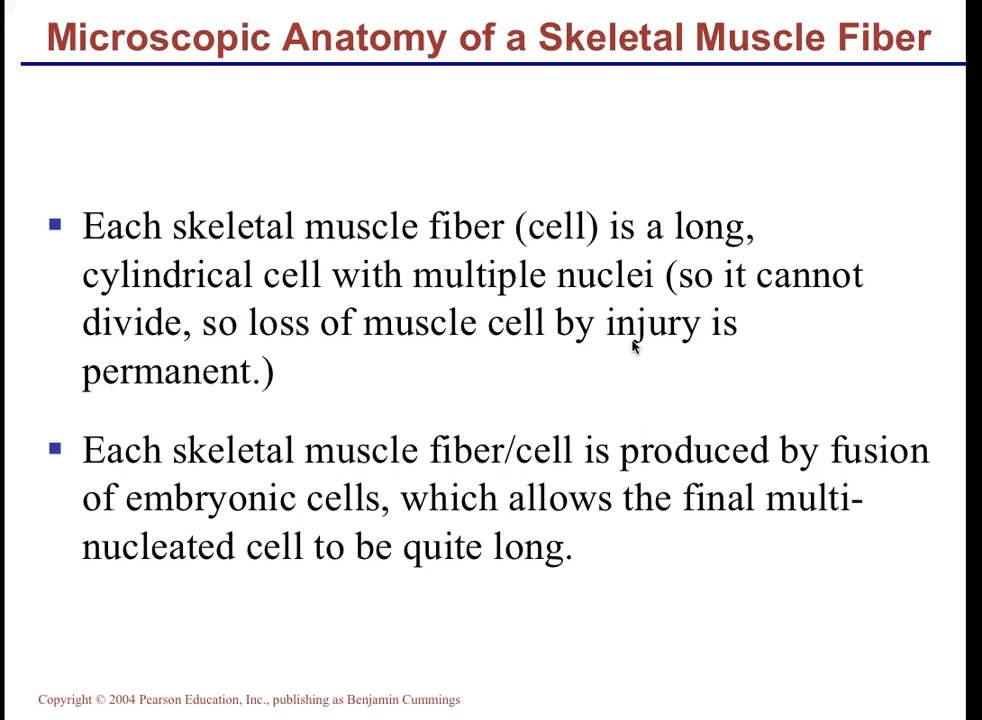 Microscopic Anatomy of a Skeletal Muscle Fiber
Each skeletal muscle fiber (cell) is a long,
cylindrical cell with multiple nuclei (so it cannot
divide, so loss of muscle cell by injury is
permanent.)
Each skeletal muscle fiber/cell is produced by fusion
of embryonic cells, which allows the final multi-
nucleated cell to be quite long.
Copyright © 2004 Pearson Education, Inc., publishing as Benjamin Cummings